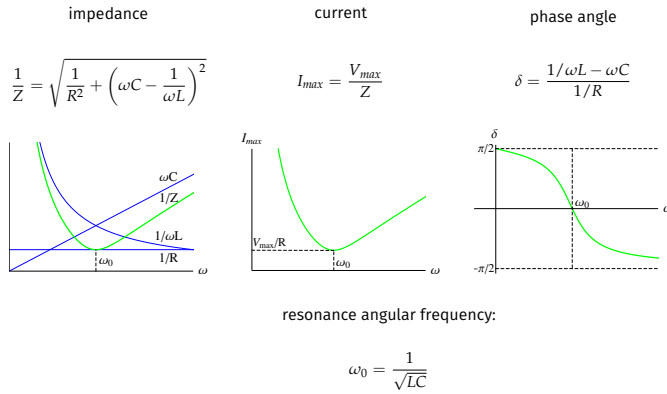 impedance
current
phase angle
1/Z = √(1/R² + (ωC − 1/ωL)²)
I_max = V_max/Z
δ = (1/ωL − ωC)/(1/R)
ωC
1/Z
1/ωL
1/R
ω₀
ω
I_max
V_max/R
ω₀
ω
δ
π/2
ω₀
-π/2
resonance angular frequency:
ω₀ = 1/√LC